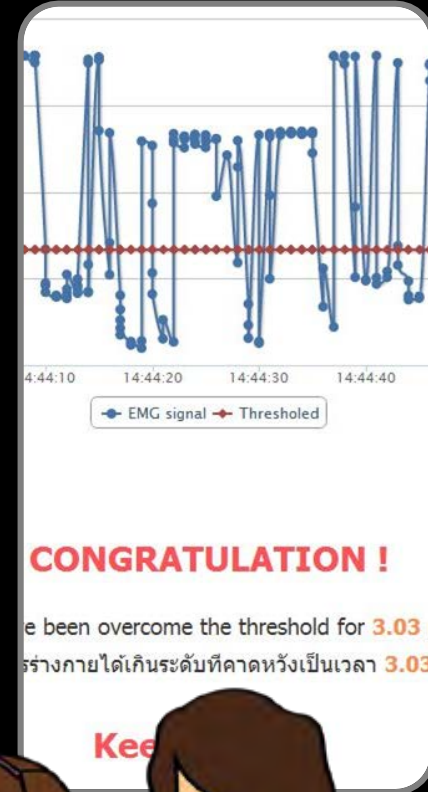 4:44:10 14:44:20 14:44:30 14:44:40
EMG signal Thresholed
CONGRATULATION !
e been overcome the threshold for 3.03
ร่างกายได้เกินระดับที่คาดหวังเป็นเวลา 3.03
Kee